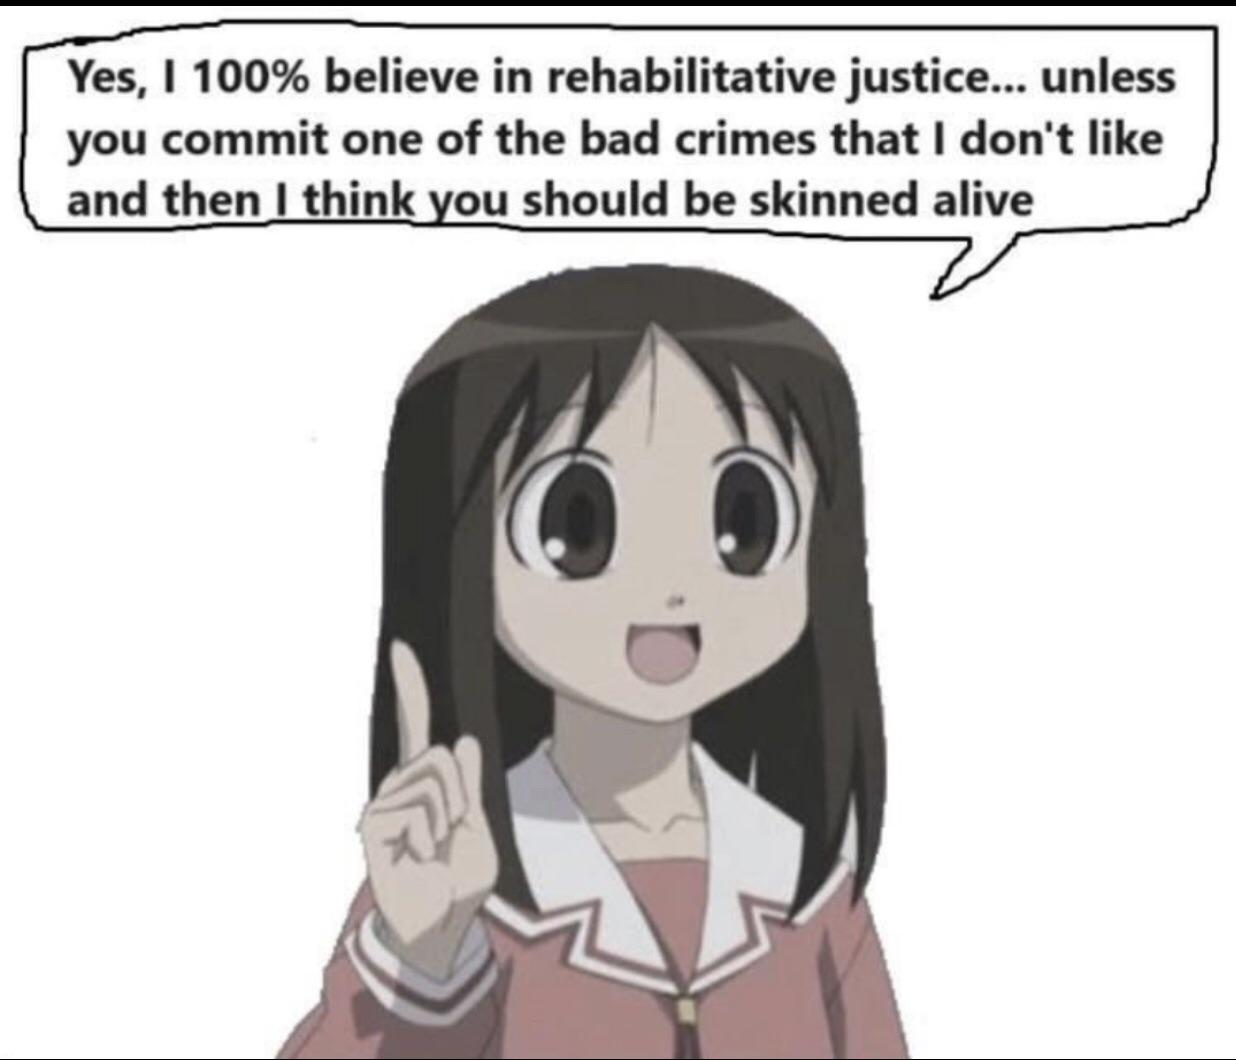 Yes, I 100% believe in rehabilitative justice... unless
you commit one of the bad crimes that I don't like
and then I think you should be skinned alive